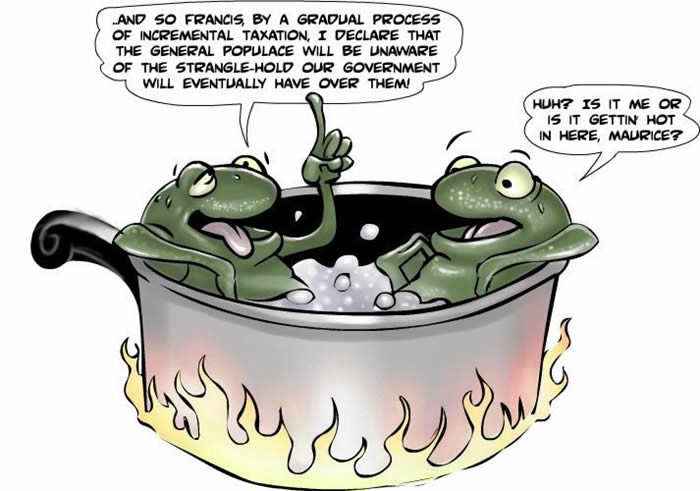 ..AND SO FRANCIS, BY A GRADUAL PROCESS
OF INCREMENTAL TAXATION, I DECLARE THAT
THE GENERAL POPULACE WILL BE UNAWARE
OF THE STRANGLE-HOLD OUR GOVERNMENT
WILL EVENTUALLY HAVE OVER THEM!
HUH? IS IT ME OR
IS IT GETTIN' HOT
IN HERE, MAURICE?